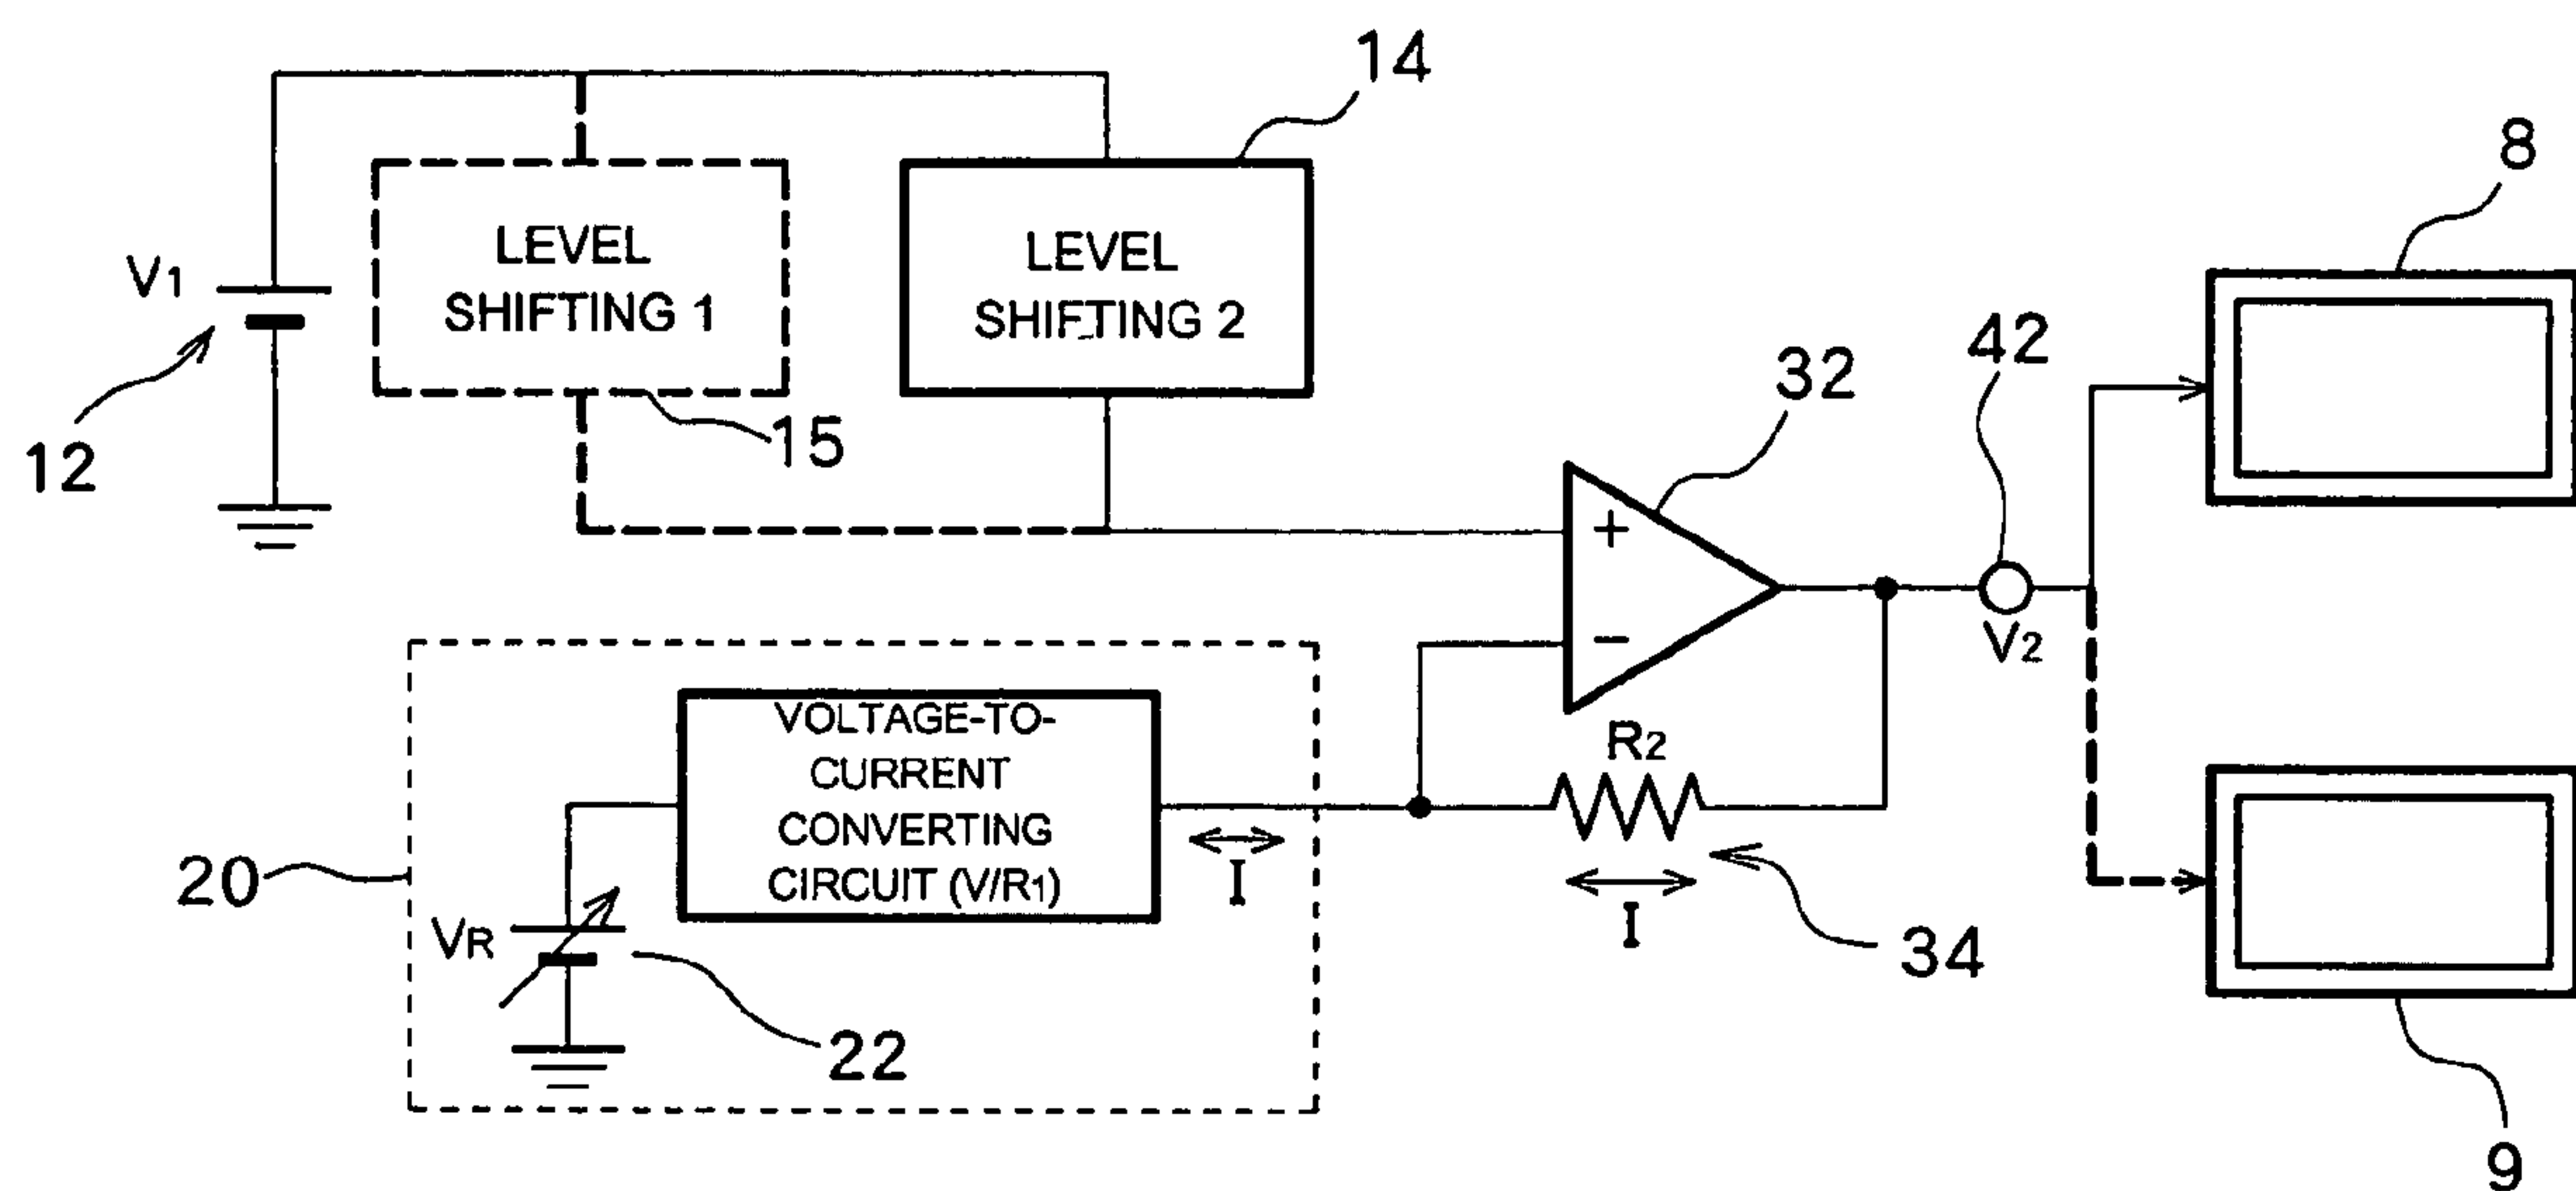 14
8
V1
LEVEL
SHIFTING 1
LEVEL
SHIFTING 2
12
15
32
42
+
−
V2
VOLTAGE-TO-
CURRENT
CONVERTING
CIRCUIT (V/R1)
R2
I
I
20
VR
22
34
9